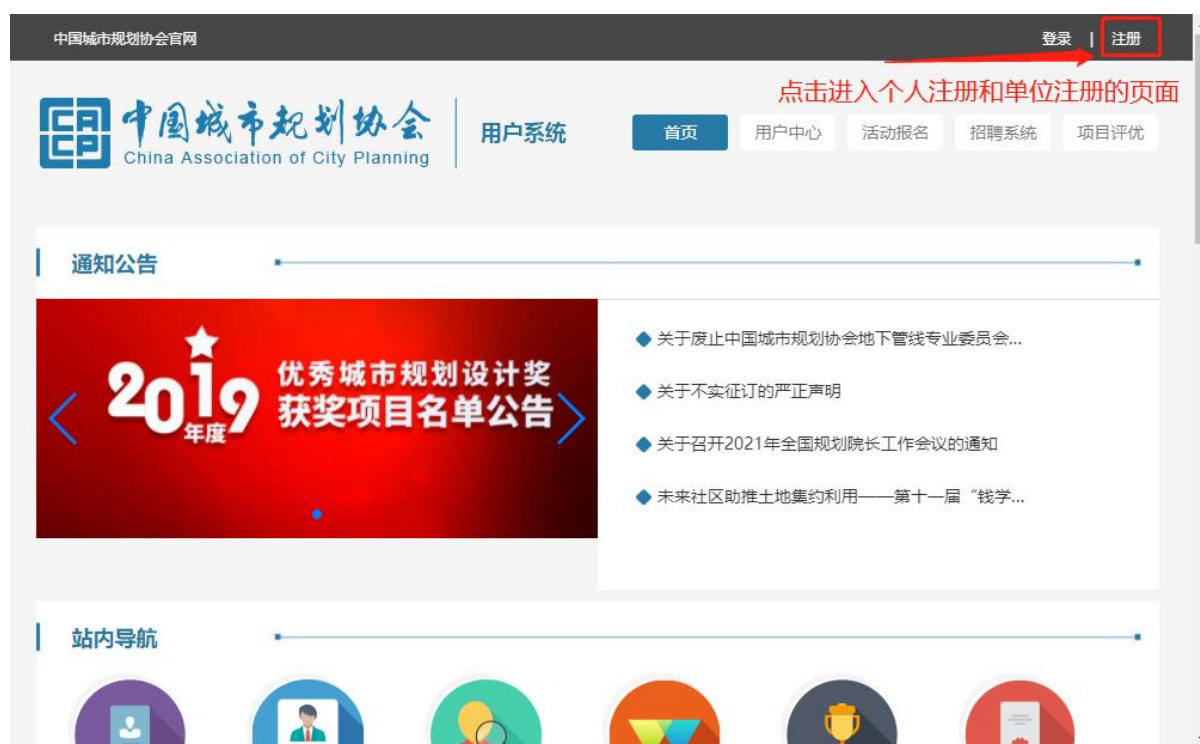 中国城市规划协会官网
登录 | 注册
点击进入个人注册和单位注册的页面
CACP
中国城市规划协会
China Association of City Planning
用户系统
首页
用户中心
活动报名
招聘系统
项目评优
通知公告
2019年度
优秀城市规划设计奖
获奖项目名单公告
关于废止中国城市规划协会地下管线专业委员会...
关于不实征订的严正声明
关于召开2021年全国规划院长工作会议的通知
未来社区助推土地集约利用——第十一届“钱学...
站内导航